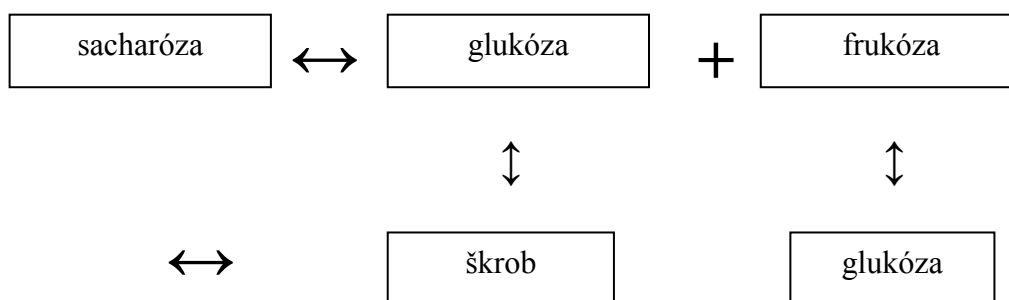 sacharóza ↔ glukóza + frukóza
↕ ↕
↔ škrob glukóza